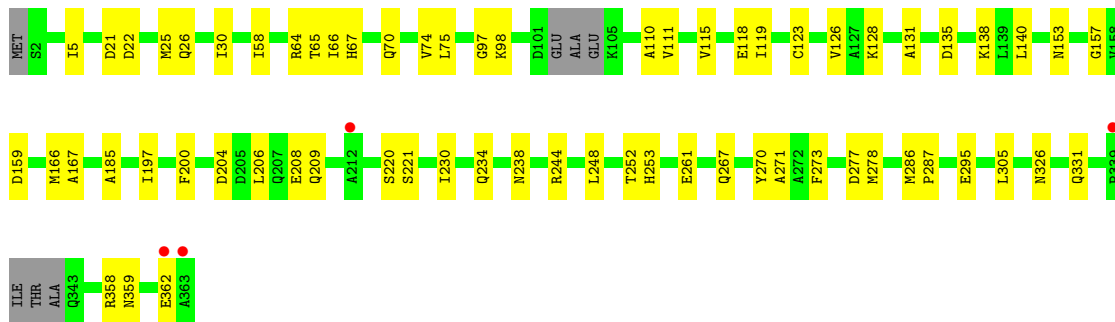 MET S2 I5 D21 D22 M25 Q26 I30 I58 R64 T65 I66 H67 Q70 V74 L75 G97 K98 D101 GLU ALA GLU K105 A110 V111 V115 E118 I119 C123 V126 A127 K128 A131 D135 K138 L139 L140 N153 G157 V158
D159 M166 A167 A185 I197 F200 D204 D205 L206 Q207 E208 Q209 A212 S220 S221 I230 Q234 N238 R244 L248 T252 H253 E261 Q267 Y270 A271 A272 F273 D277 M278 M286 P287 E295 L305 N326 Q331
ILE THR ALA Q343 R358 N359 E362 A363